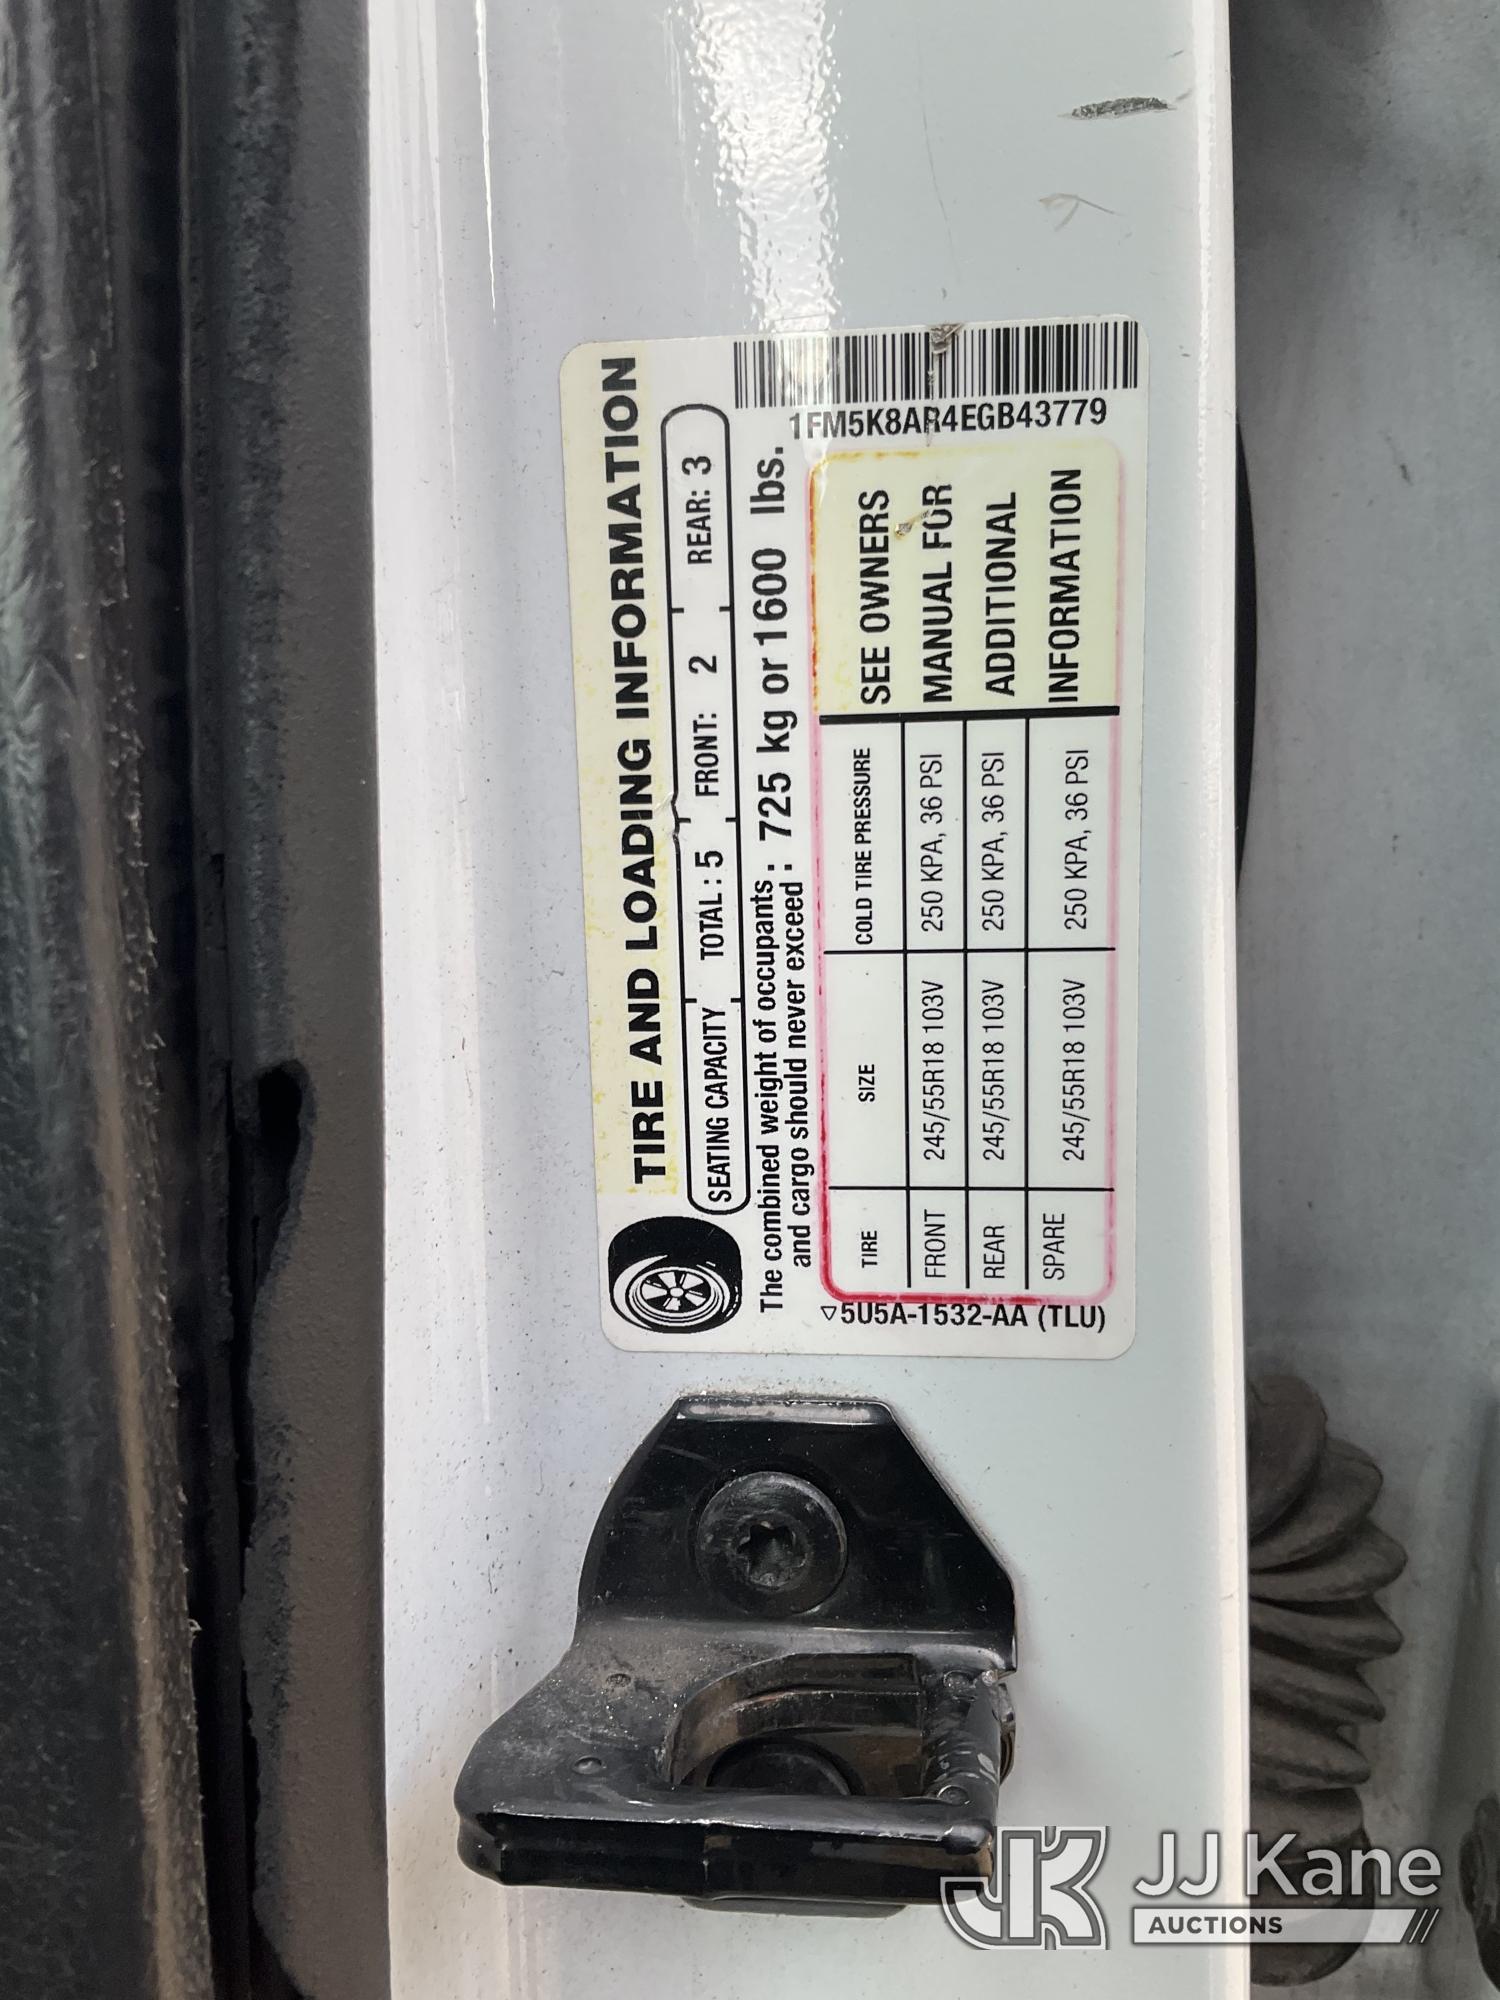 TIRE AND LOADING INFORMATION
SEATING CAPACITY TOTAL : 5 FRONT: 2 REAR: 3
The combined weight of occupants
and cargo should never exceed : 725 kg or 1600 lbs.
1FM5K8AR4EGB43779
TIRE SIZE COLD TIRE PRESSURE
FRONT 245/55R18 103V 250 KPA, 36 PSI
REAR 245/55R18 103V 250 KPA, 36 PSI
SPARE 245/55R18 103V 250 KPA, 36 PSI
SEE OWNERS
MANUAL FOR
ADDITIONAL
INFORMATION
5U5A-1532-AA (TLU)
JK JJ Kane
AUCTIONS